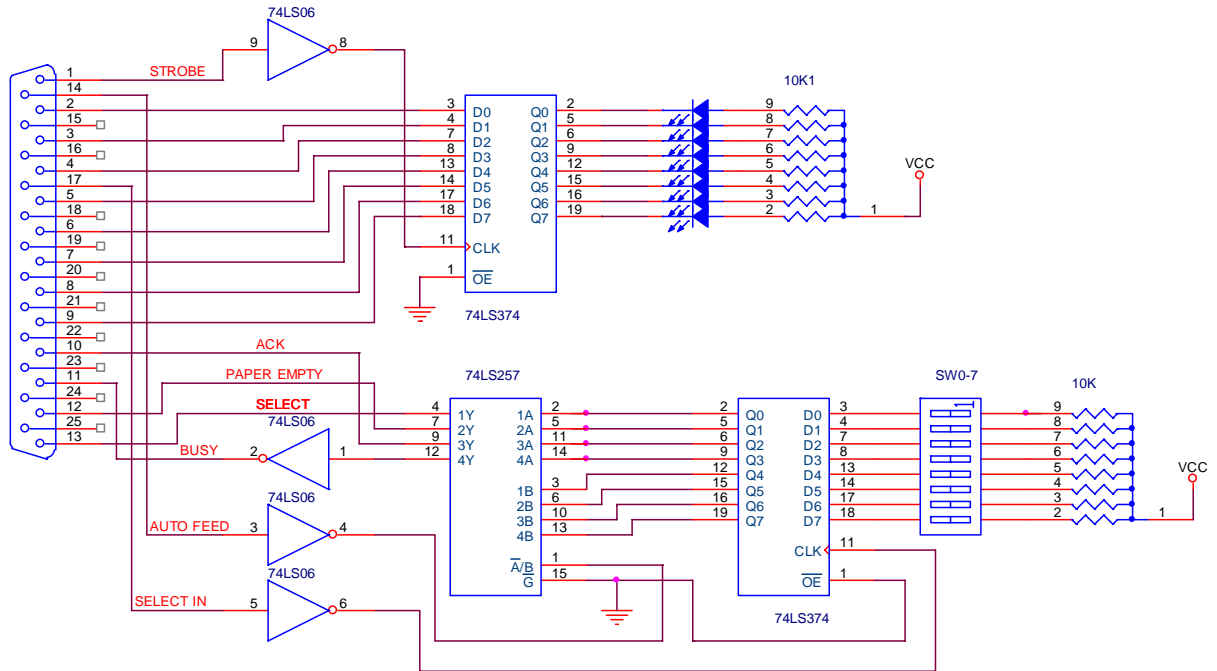 74LS06
9 8
STROBE
1
14
2
15
3
16
4
17
5
18
6
19
7
20
8
21
9
22
10
23
11
24
12
25
13
10K1
3 D0 Q0 2 9
4 D1 Q1 5 8
7 D2 Q2 6 7
8 D3 Q3 9 6
13 D4 Q4 12 5
14 D5 Q5 15 4
17 D6 Q6 16 3
18 D7 Q7 19 2
11 CLK
1 OE
74LS374
VCC
1
ACK
PAPER EMPTY
SELECT
74LS06
BUSY 2 1
74LS06
AUTO FEED 3 4
74LS06
SELECT IN 5 6
74LS257
4 1Y 1A 2
7 2Y 2A 5
9 3Y 3A 11
12 4Y 4A 14
1B 3
2B 6
3B 10
4B 13
A/B 1
G 15
SW0-7
10K
2 Q0 D0 3 1 9
5 Q1 D1 4 8
6 Q2 D2 7 7
9 Q3 D3 8 6
12 Q4 D4 13 5
15 Q5 D5 14 4
16 Q6 D6 17 3
19 Q7 D7 18 2
CLK 11
OE 1
74LS374
VCC
1